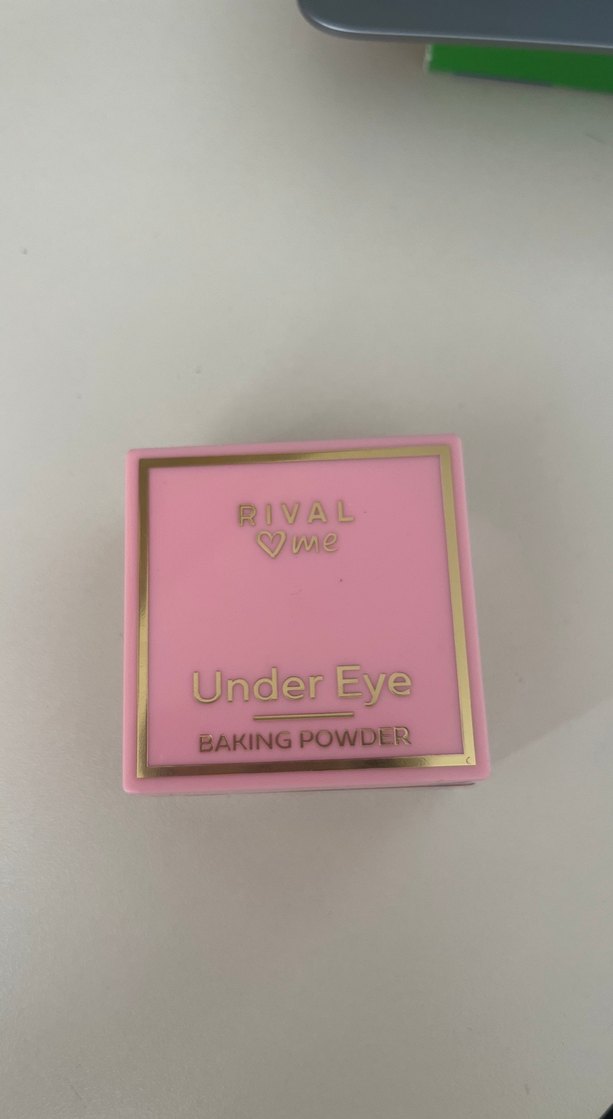 RIVAL
♡me
Under Eye
BAKING POWDER